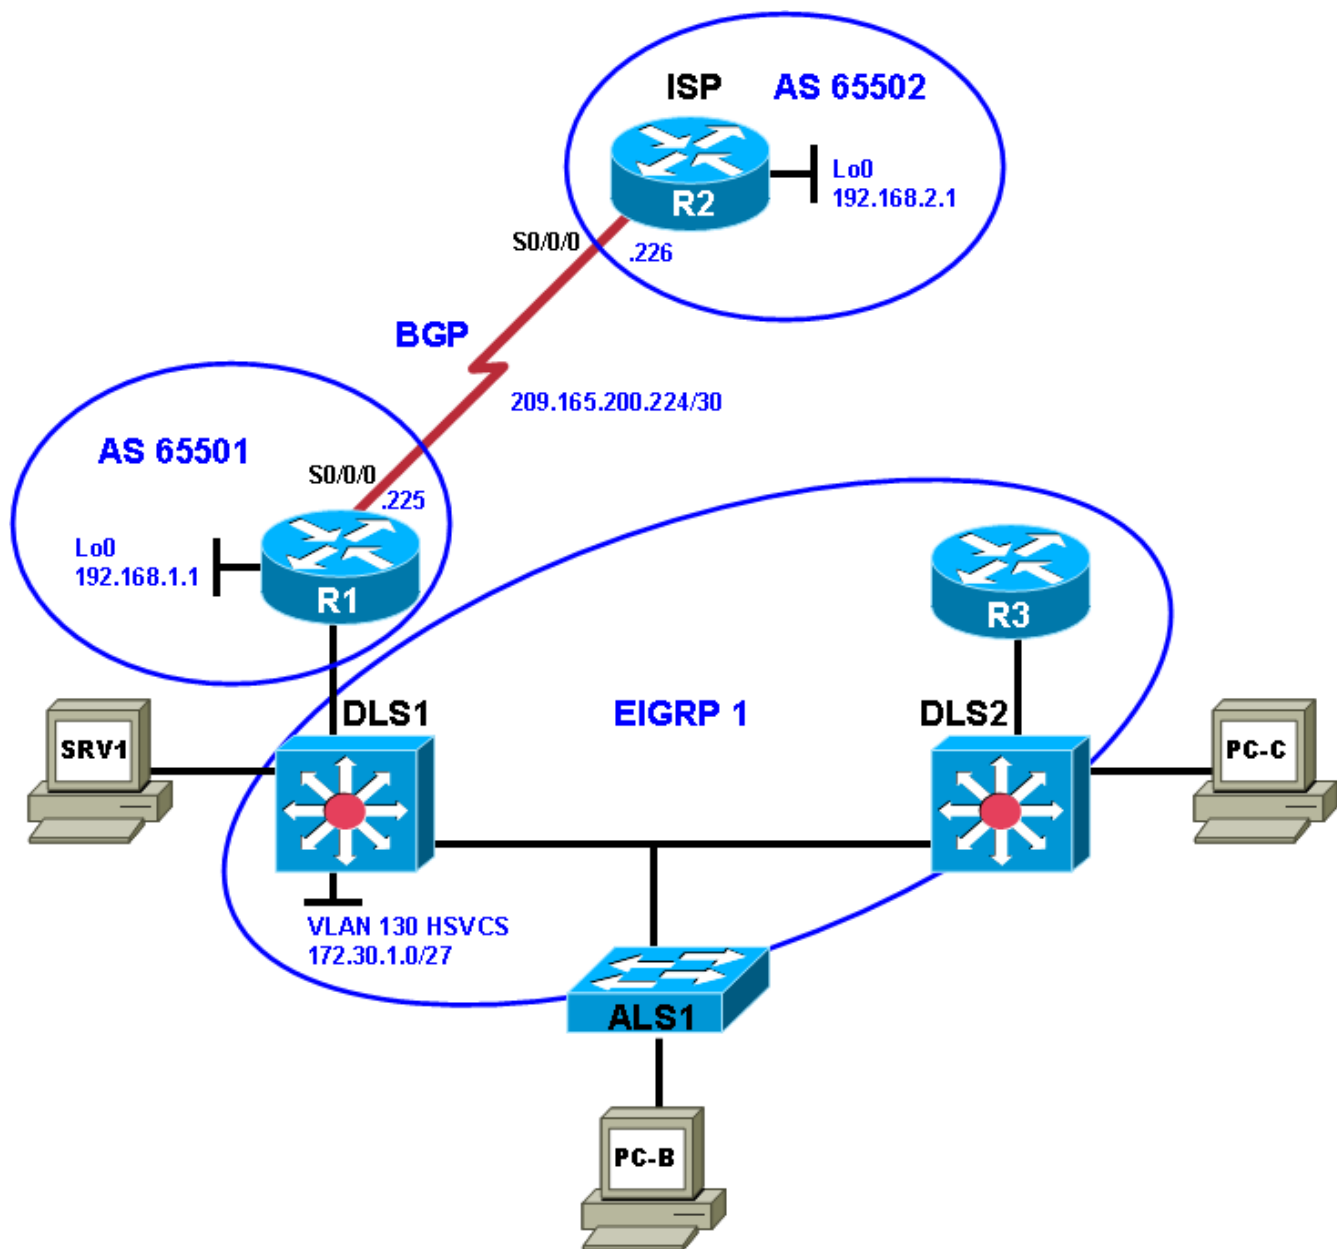 ISP
AS 65502
R2
Lo0
192.168.2.1
S0/0/0
.226
BGP
209.165.200.224/30
AS 65501
S0/0/0
.225
Lo0
192.168.1.1
R1
R3
DLS1
EIGRP 1
DLS2
SRV1
PC-C
VLAN 130 HSVCS
172.30.1.0/27
ALS1
PC-B